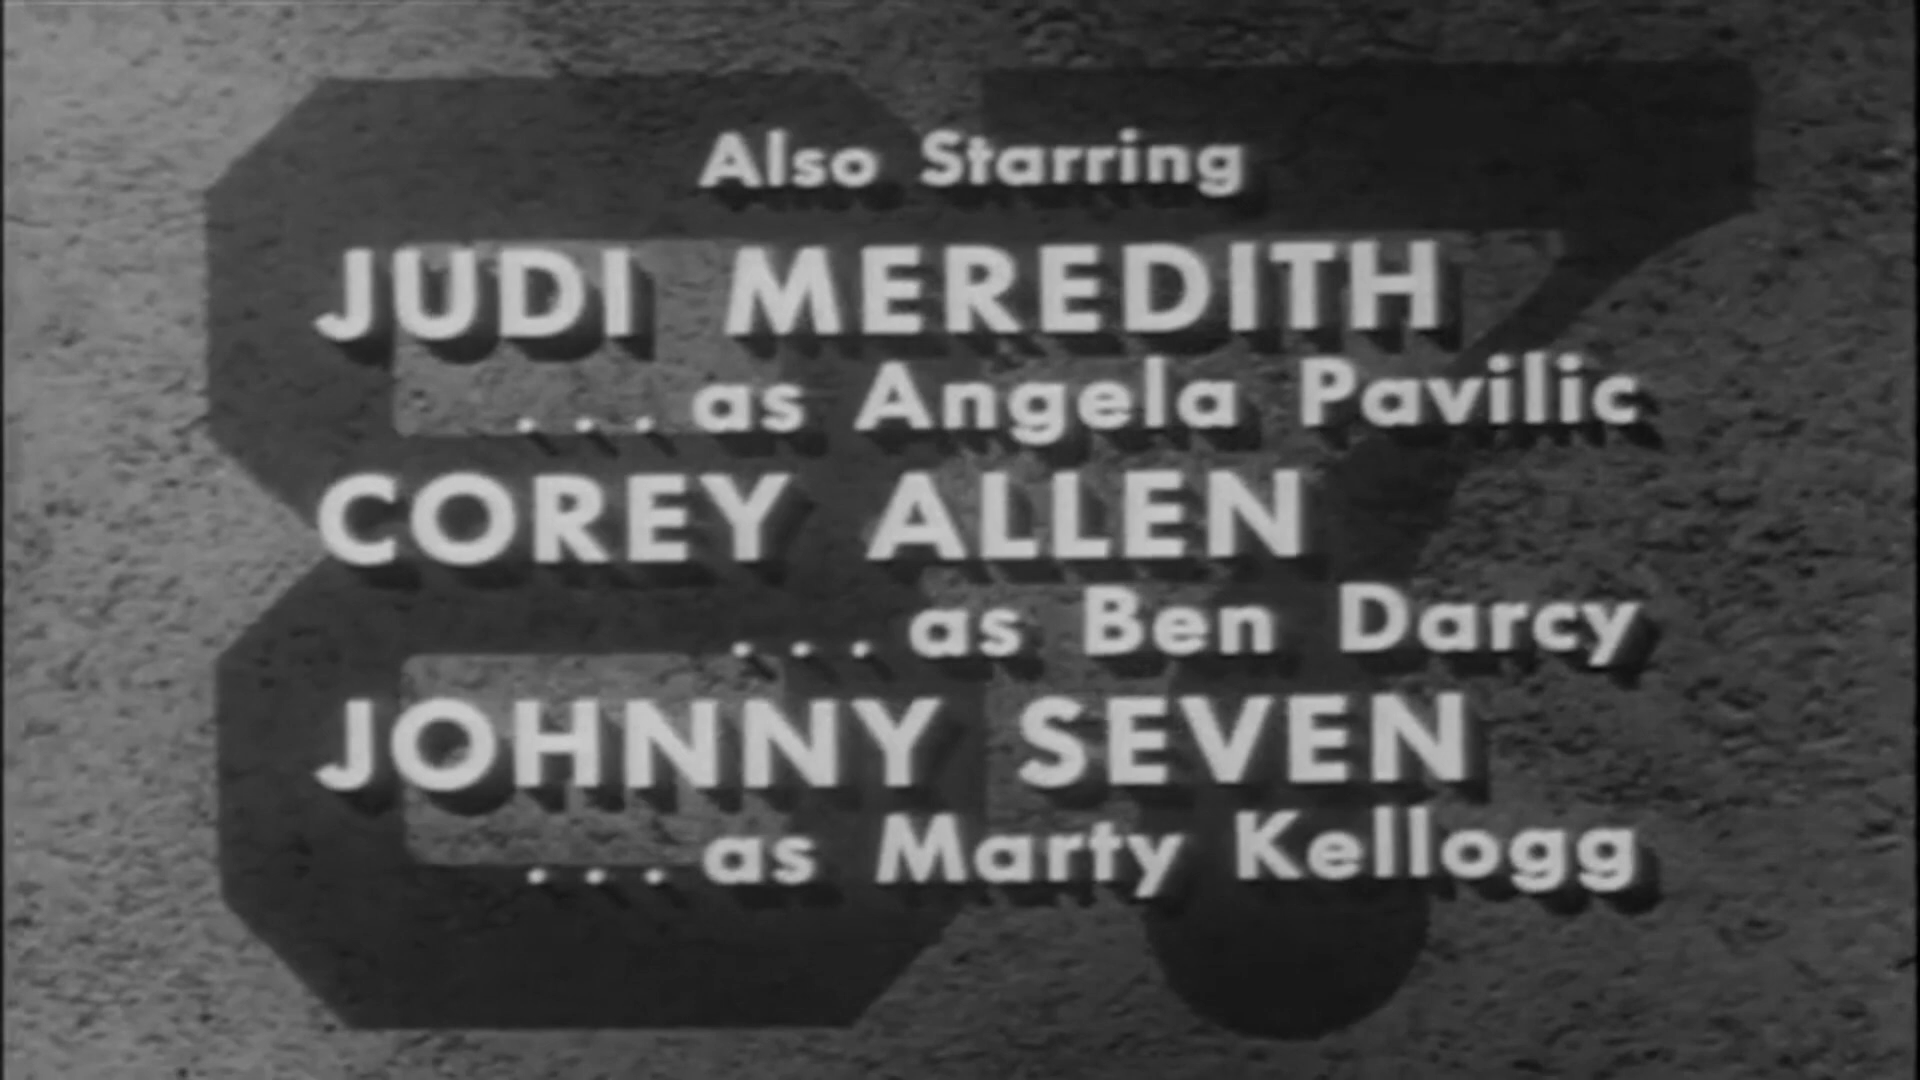 Also Starring
JUDI MEREDITH
... as Angela Pavilic
COREY ALLEN
... as Ben Darcy
JOHNNY SEVEN
... as Marty Kellogg